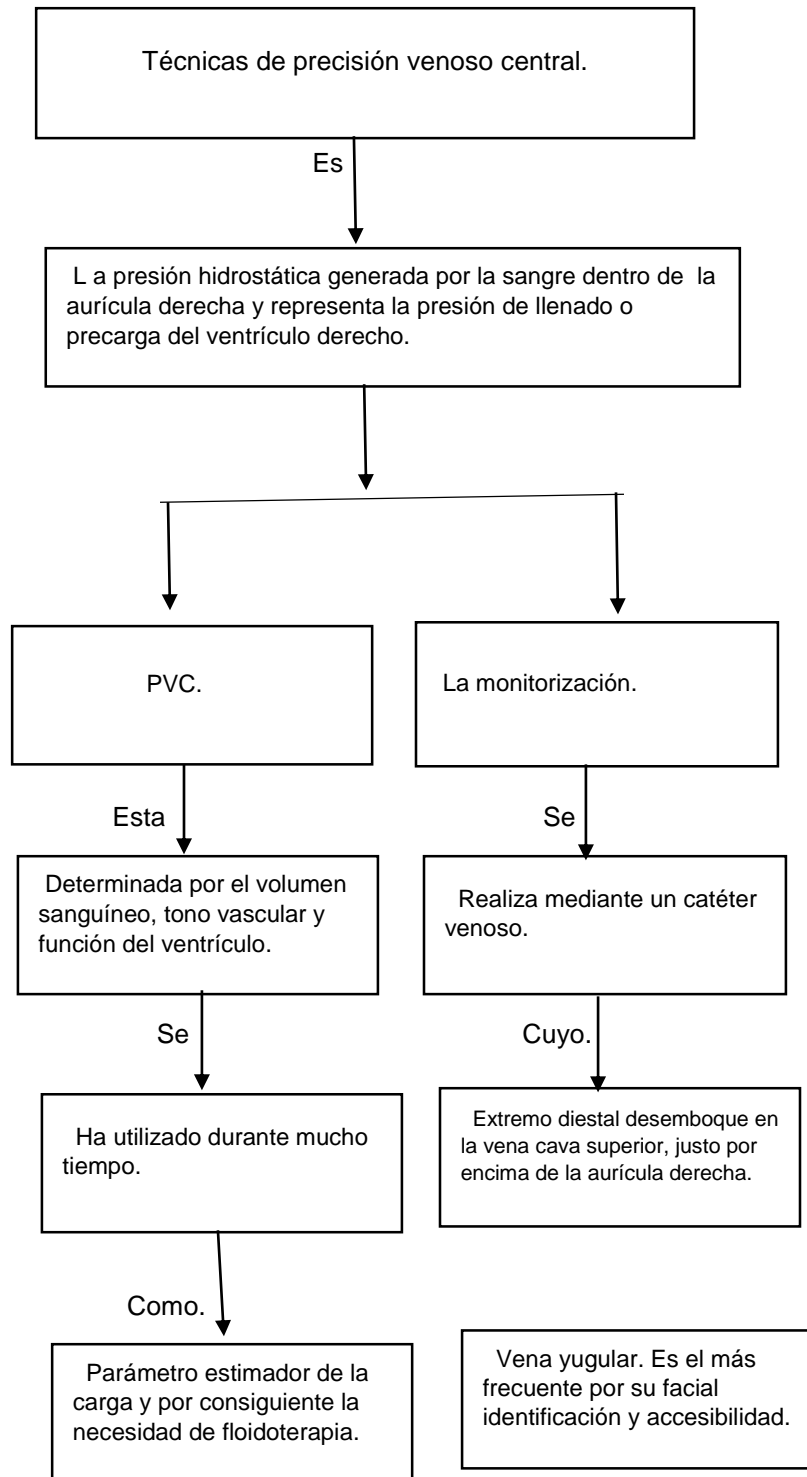 Técnicas de precisión venoso central.
Es
L a presión hidrostática generada por la sangre dentro de la
aurícula derecha y representa la presión de llenado o
precarga del ventrículo derecho.
PVC.
La monitorización.
Esta
Se
Determinada por el volumen
sanguíneo, tono vascular y
función del ventrículo.
Realiza mediante un catéter
venoso.
Se
Cuyo.
Ha utilizado durante mucho
tiempo.
Extremo diestal desemboque en
la vena cava superior, justo por
encima de la aurícula derecha.
Como.
Parámetro estimador de la
carga y por consiguiente la
necesidad de floidoterapia.
Vena yugular. Es el más
frecuente por su facial
identificación y accesibilidad.